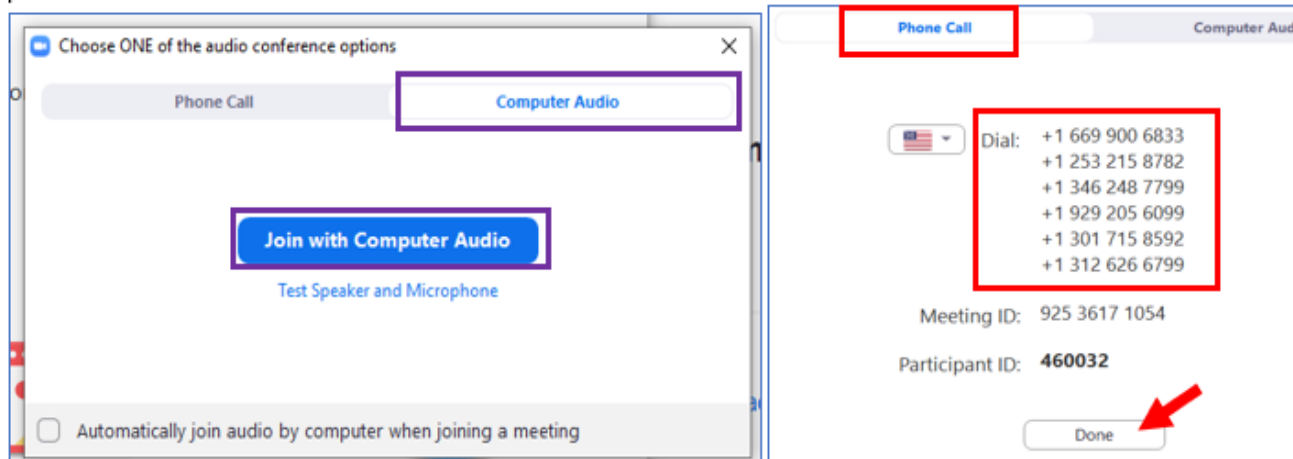 Choose ONE of the audio conference options
Phone Call
Computer Audio
Join with Computer Audio
Test Speaker and Microphone
Automatically join audio by computer when joining a meeting
Phone Call
Computer Aud
Dial:
+1 669 900 6833
+1 253 215 8782
+1 346 248 7799
+1 929 205 6099
+1 301 715 8592
+1 312 626 6799
Meeting ID: 925 3617 1054
Participant ID: 460032
Done